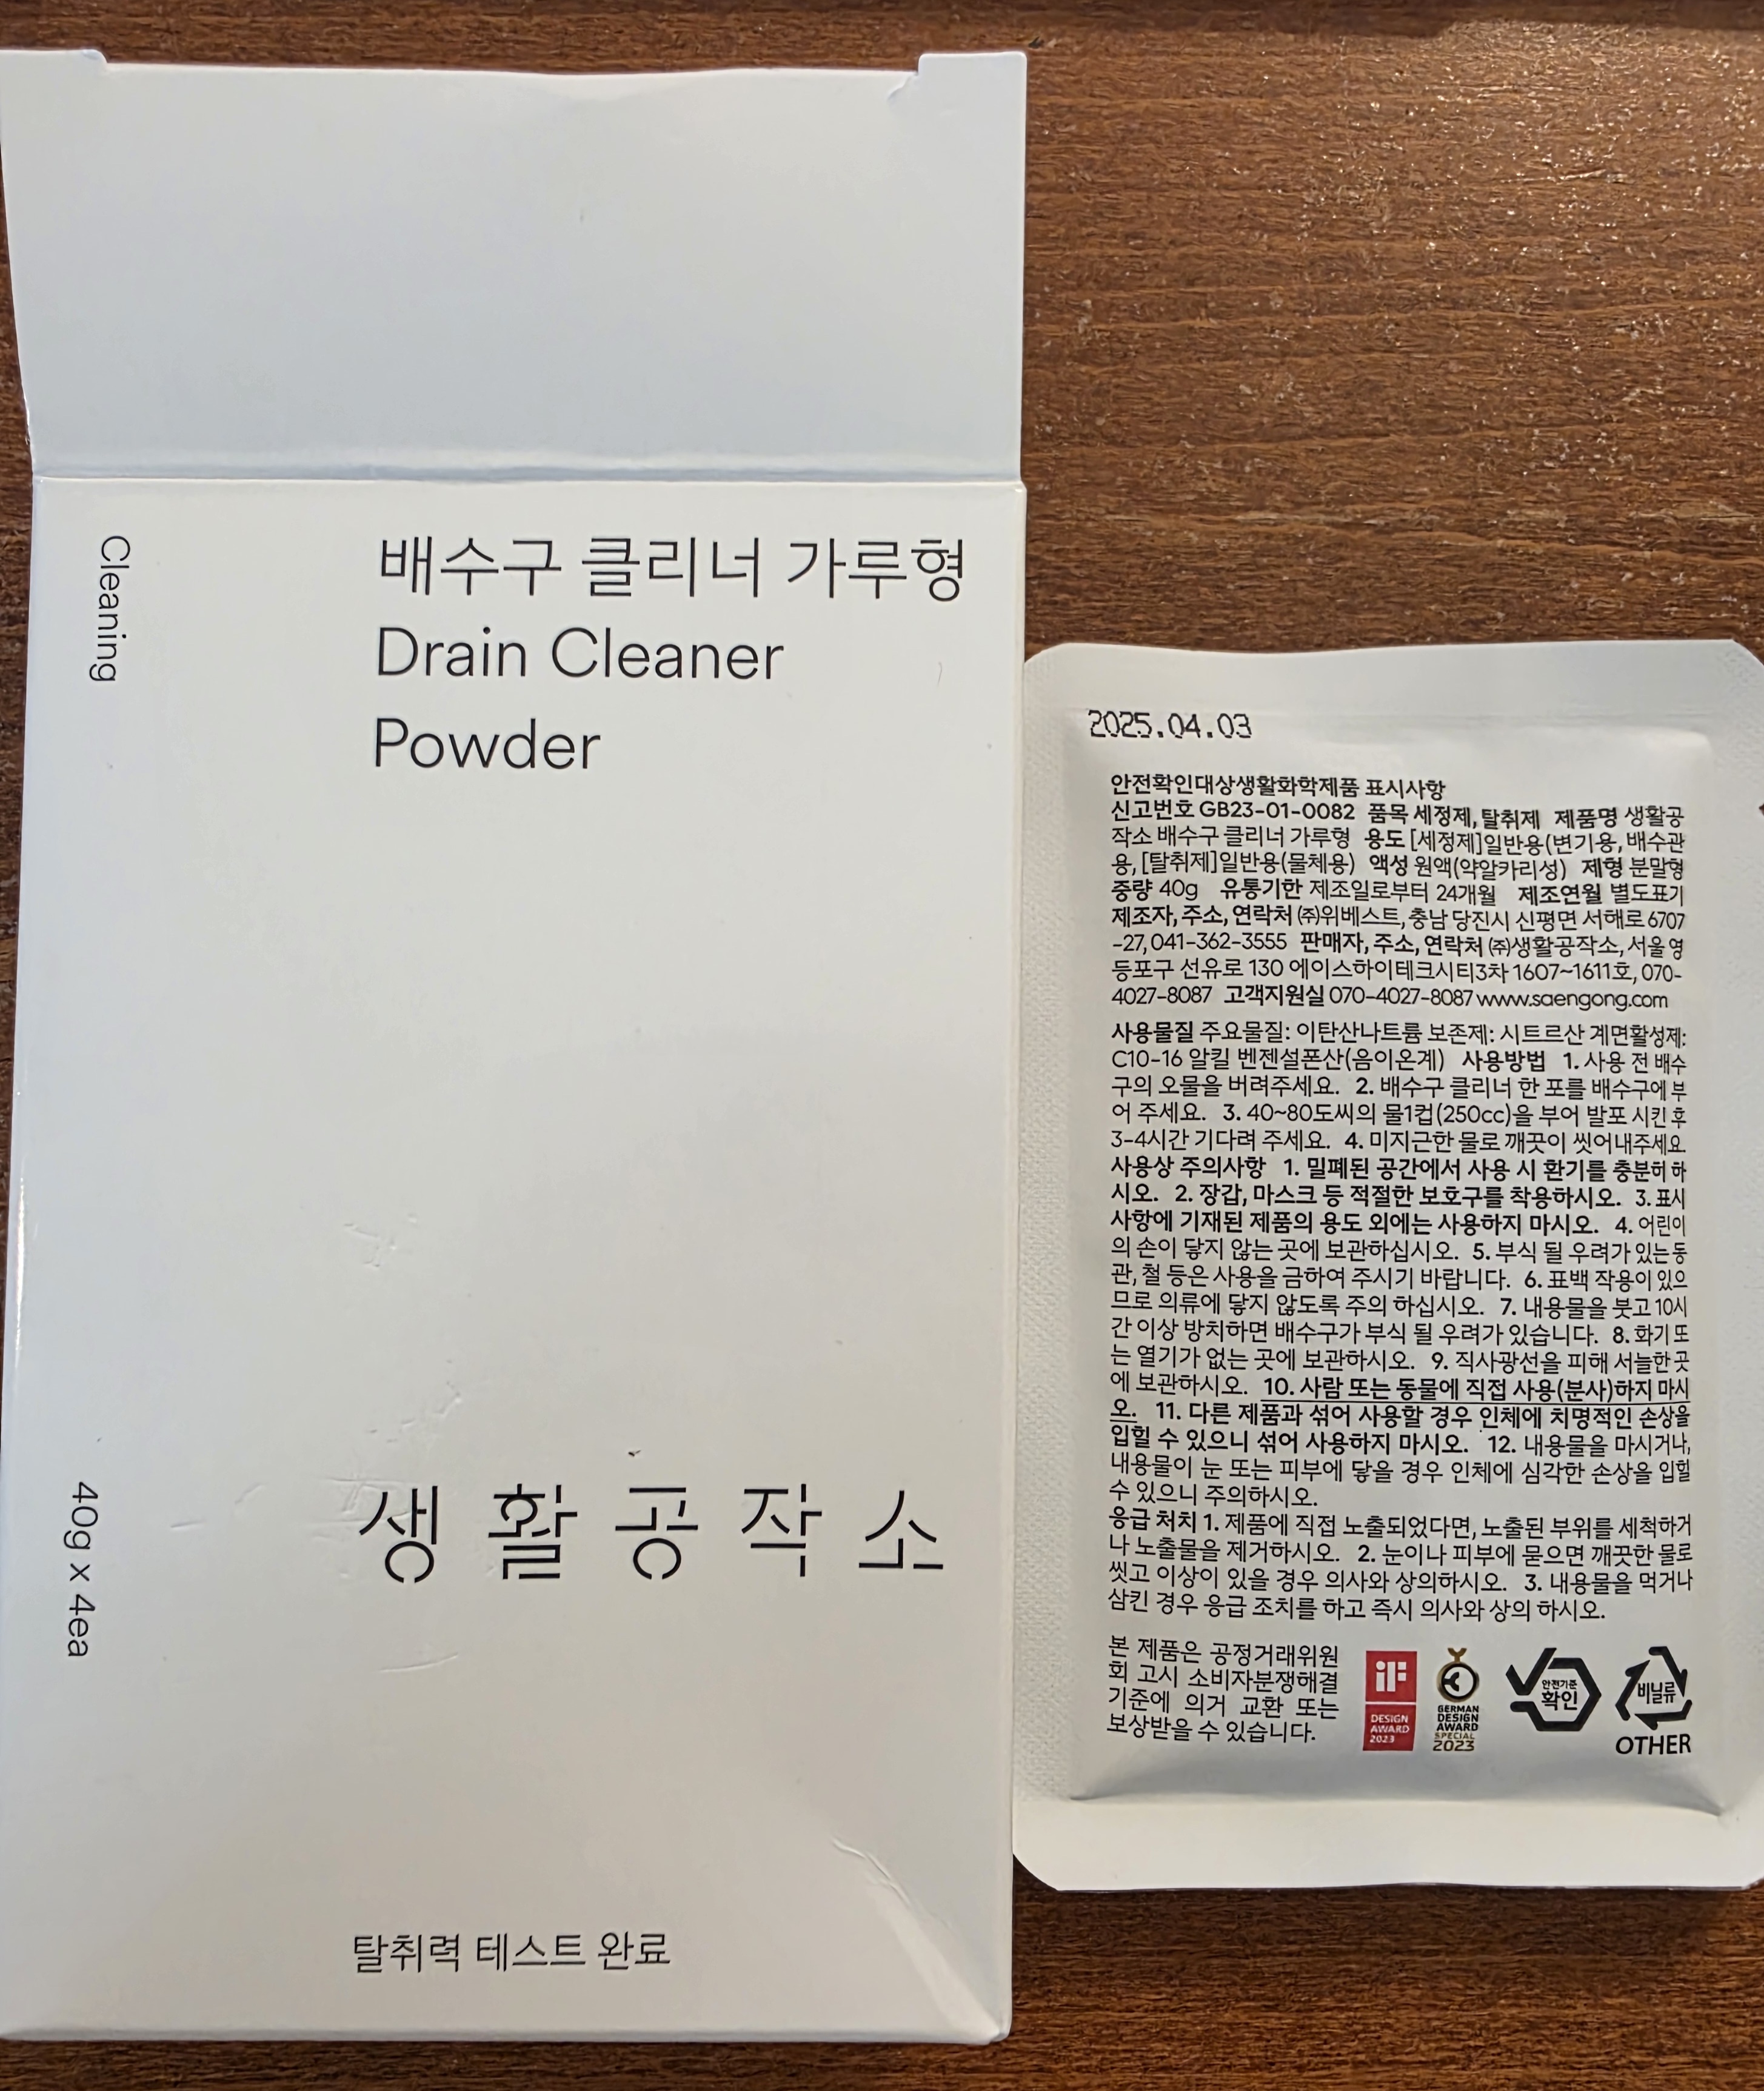 Cleaning
배수구 클리너 가루형
Drain Cleaner
Powder
생활공작소
40g x 4ea
탈취력 테스트 완료
2025.04.03
안전확인대상생활화학제품 표시사항
신고번호 GB23-01-0082 품목 세정제, 탈취제 제품명 생활공
작소 배수구 클리너 가루형 용도 [세정제]일반용(변기용, 배수관
용, [탈취제]일반용(물체용) 액성 원액(약알카리성) 제형 분말형
중량 40g 유통기한 제조일로부터 24개월 제조연월 별도표기
제조자, 주소, 연락처 ㈜위베스트, 충남 당진시 신평면 서해로 6707
-27, 041-362-3555 판매자, 주소, 연락처 ㈜생활공작소, 서울 영
등포구 선유로 130 에이스하이테크시티3차 1607~1611호, 070-
4027-8087 고객지원실 070-4027-8087 www.saengong.com
사용물질 주요물질: 이탄산나트륨 보존제: 시트르산 계면활성제:
C10-16 알킬 벤젠설폰산(음이온계) 사용방법 1. 사용 전 배수
구의 오물을 버려주세요. 2. 배수구 클리너 한 포를 배수구에 부
어 주세요. 3. 40~80도씨의 물1컵(250cc)을 부어 발포 시킨 후
3-4시간 기다려 주세요. 4. 미지근한 물로 깨끗이 씻어내주세요
사용상 주의사항 1. 밀폐된 공간에서 사용 시 환기를 충분히 하
시오. 2. 장갑, 마스크 등 적절한 보호구를 착용하시오. 3. 표시
사항에 기재된 제품의 용도 외에는 사용하지 마시오. 4. 어린이
의 손이 닿지 않는 곳에 보관하십시오. 5. 부식 될 우려가 있는 동
관, 철 등은 사용을 금하여 주시기 바랍니다. 6. 표백 작용이 있으
므로 의류에 닿지 않도록 주의 하십시오. 7. 내용물을 붓고 10시
간 이상 방치하면 배수구가 부식 될 우려가 있습니다. 8. 화기 또
는 열기가 없는 곳에 보관하시오. 9. 직사광선을 피해 서늘한 곳
에 보관하시오. 10. 사람 또는 동물에 직접 사용(분사)하지 마시
오. 11. 다른 제품과 섞어 사용할 경우 인체에 치명적인 손상을
입힐 수 있으니 섞어 사용하지 마시오. 12. 내용물을 마시거나,
내용물이 눈 또는 피부에 닿을 경우 인체에 심각한 손상을 입힐
수 있으니 주의하시오.
응급 처치 1. 제품에 직접 노출되었다면, 노출된 부위를 세척하거
나 노출물을 제거하시오. 2. 눈이나 피부에 묻으면 깨끗한 물로
씻고 이상이 있을 경우 의사와 상의하시오. 3. 내용물을 먹거나
삼킨 경우 응급 조치를 하고 즉시 의사와 상의 하시오.
본 제품은 공정거래위원
회 고시 소비자분쟁해결
기준에 의거 교환 또는
보상받을 수 있습니다.
iF
DESIGN
AWARD
2023
GERMAN
DESIGN
AWARD
SPECIAL
2023
안전기준
확인
비닐류
OTHER